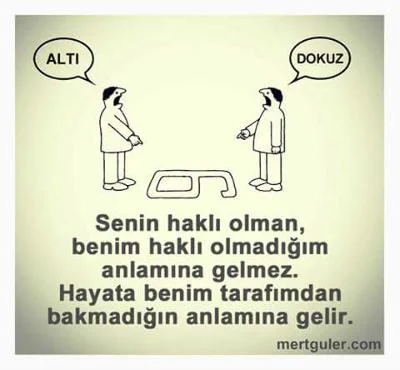 ALTI
DOKUZ
Senin haklı olman,
benim haklı olmadığım
anlamına gelmez.
Hayata benim tarafımdan
bakmadığın anlamına gelir.
mertguler.com